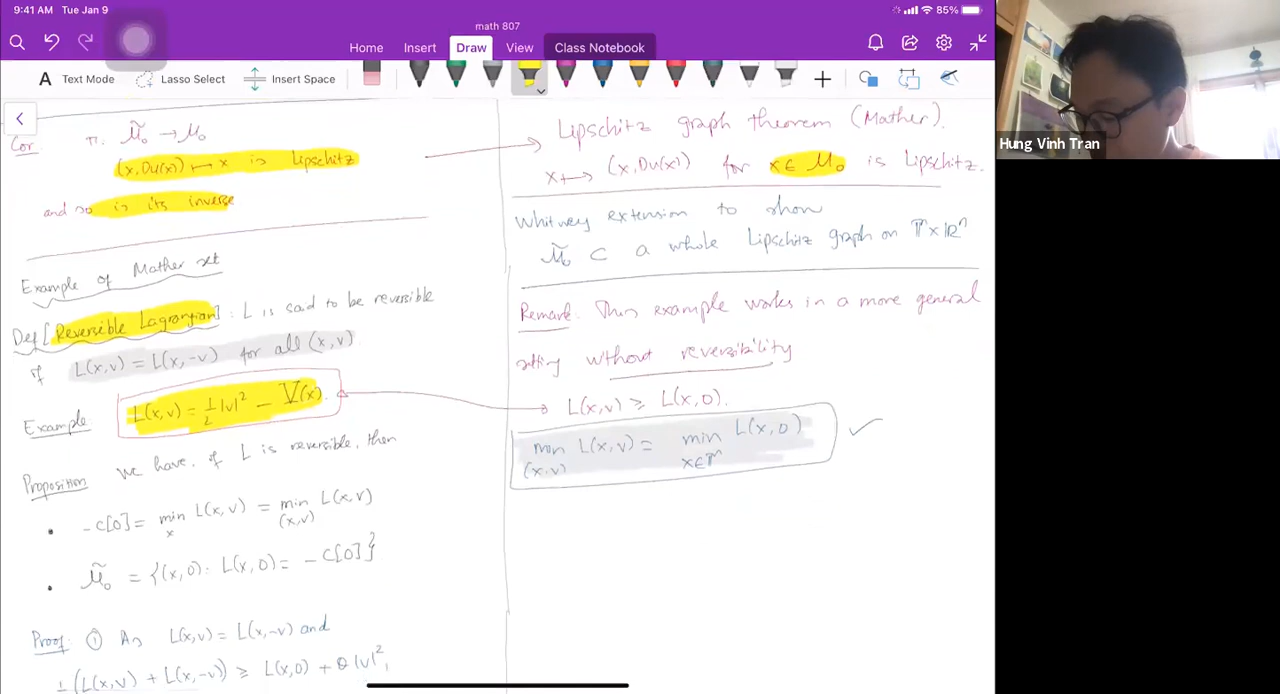 9:41 AM Tue Jan 9
85%
math 807
Home Insert Draw View Class Notebook
A Text Mode Lasso Select Insert Space
Cor: π: M̃₀ → M₀
(x, Du(x)) ↦ x is Lipschitz
and so is its inverse
Example of Mather set
Def [Reversible Lagrangian]: L is said to be reversible
if L(x,v) = L(x,-v) for all (x,v)
Example: L(x,v) = ½|v|² − V(x).
Proposition We have, if L is reversible, then
• −c[0] = min_x L(x,v) = min_(x,v) L(x,v)
• M̃₀ = {(x,0): L(x,0) = −c[0]}
Proof: ① As L(x,v) = L(x,-v) and
½(L(x,v) + L(x,-v)) ≥ L(x,0) + θ|v|²,
→ Lipschitz graph theorem (Mather).
x ↦ (x, Du(x)) for x ∈ M₀ is Lipschitz.
Whitney extension to show
M̃₀ ⊂ a whole Lipschitz graph on 𝕋ⁿ × ℝⁿ
Remark: This example works in a more general
setting without reversibility
L(x,v) ≥ L(x,0).
min_(x,v) L(x,v) = min_x∈𝕋ⁿ L(x,0) ✓
Hung Vinh Tran